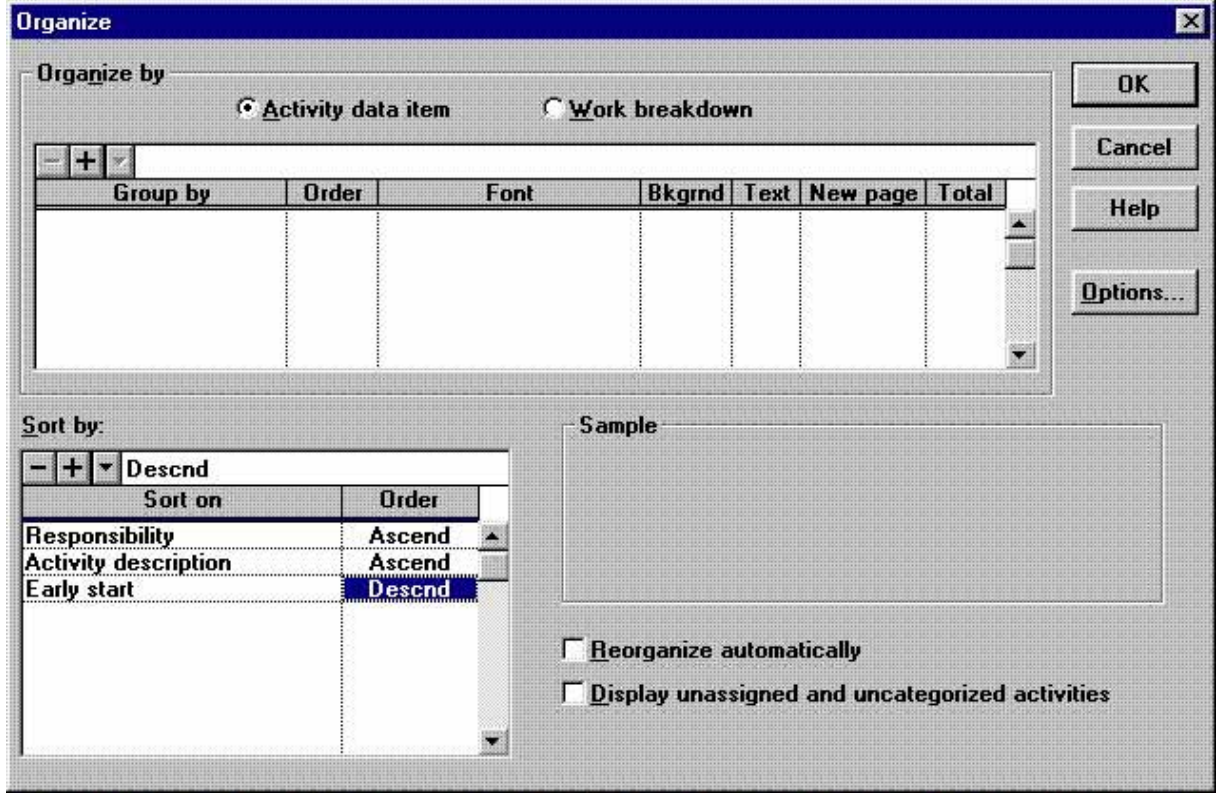 Organize
Organize by
Activity data item Work breakdown
Group by Order Font Bkgrnd Text New page Total
OK
Cancel
Help
Options...
Sort by:
Descnd
Sort on Order
Responsibility Ascend
Activity description Ascend
Early start Descnd
Sample
Reorganize automatically
Display unassigned and uncategorized activities